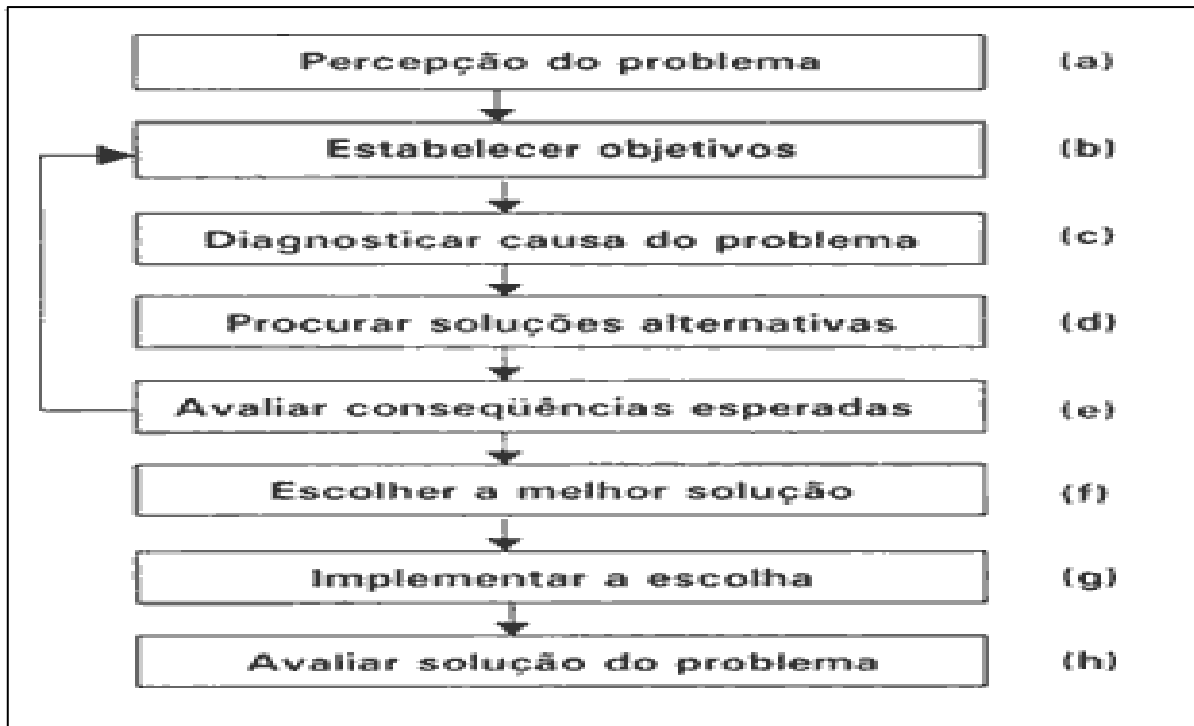 Percepção do problema (a)
Estabelecer objetivos (b)
Diagnosticar causa do problema (c)
Procurar soluções alternativas (d)
Avaliar conseqüências esperadas (e)
Escolher a melhor solução (f)
Implementar a escolha (g)
Avaliar solução do problema (h)